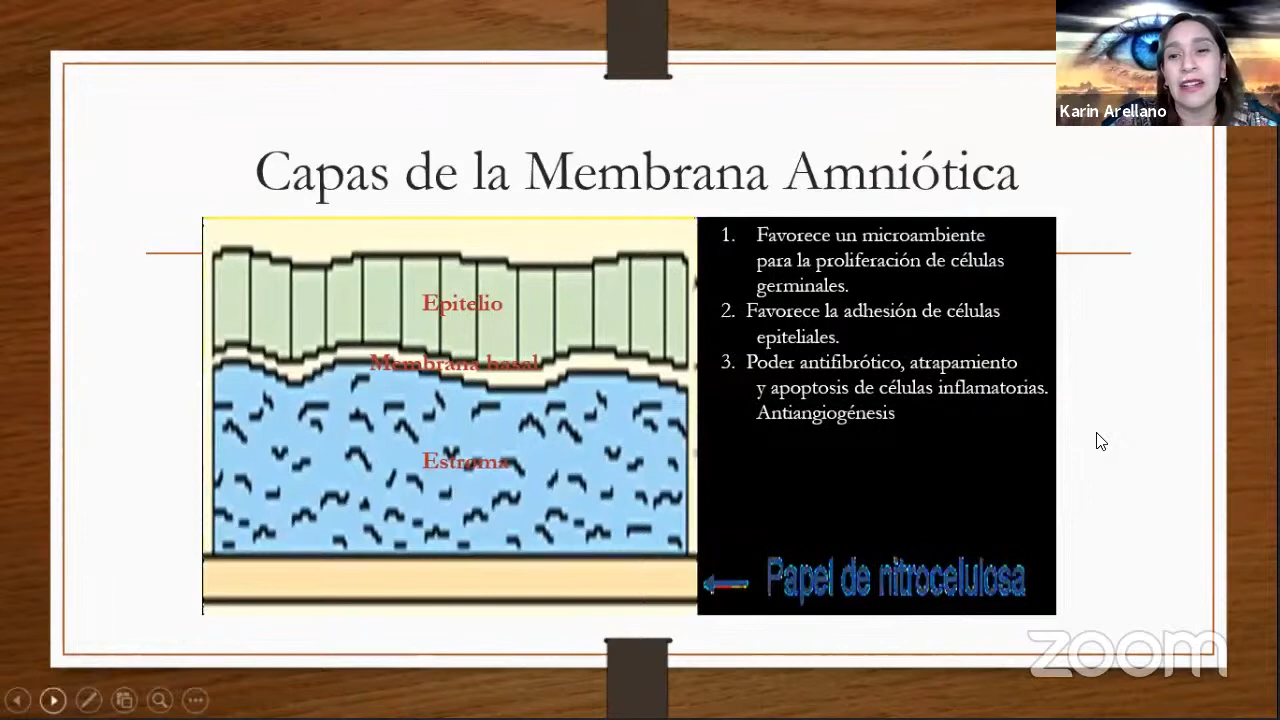 Karin Arellano
Capas de la Membrana Amniótica
Epitelio
Membrana basal
Estroma
1. Favorece un microambiente
para la proliferación de células
germinales.
2. Favorece la adhesión de células
epiteliales.
3. Poder antifibrótico, atrapamiento
y apoptosis de células inflamatorias.
Antiangiogénesis
Papel de nitrocelulosa
zoom